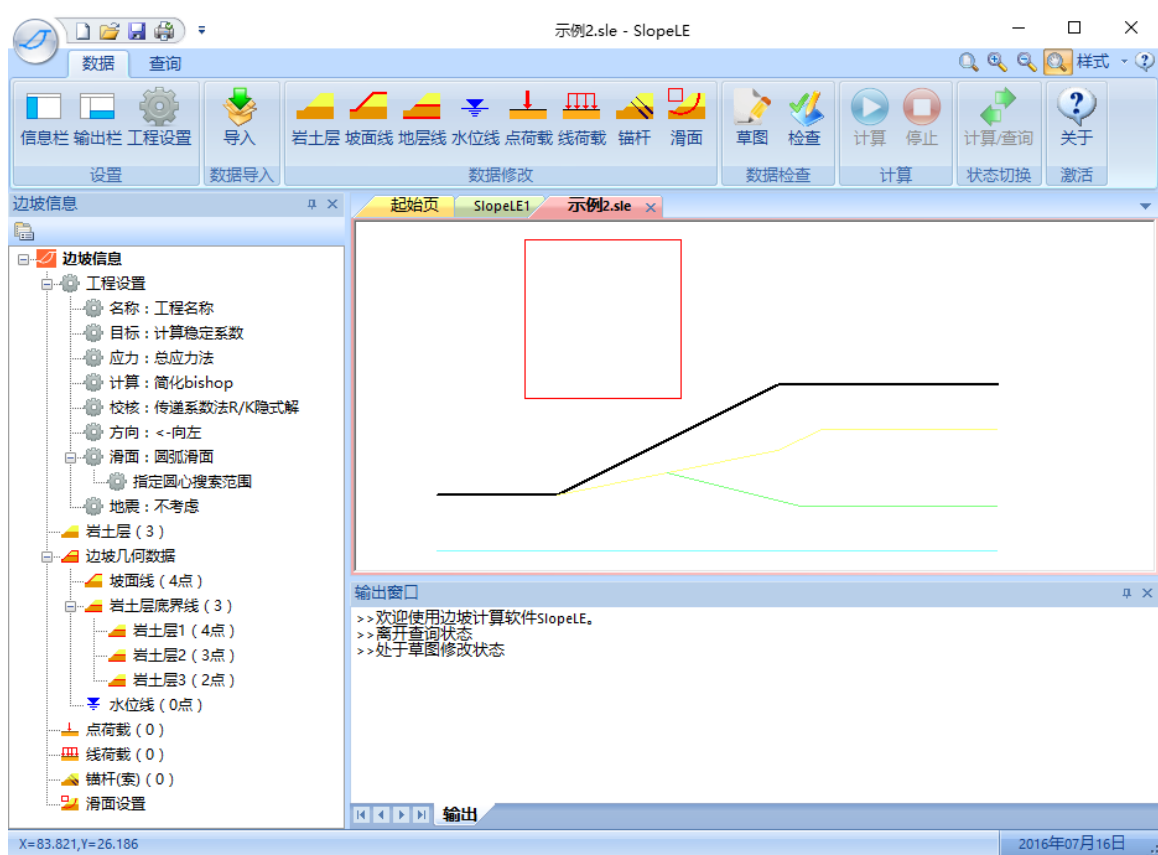 示例2.sle - SlopeLE
数据 查询 样式
信息栏 输出栏 工程设置 导入 岩土层 坡面线 地层线 水位线 点荷载 线荷载 锚杆 滑面 草图 检查 计算 停止 计算/查询 关于
设置 数据导入 数据修改 数据检查 计算 状态切换 激活
边坡信息
起始页 SlopeLE1 示例2.sle
边坡信息
工程设置
名称：工程名称
目标：计算稳定系数
应力：总应力法
计算：简化bishop
校核：传递系数法R/K隐式解
方向：<-向左
滑面：圆弧滑面
指定圆心搜索范围
地震：不考虑
岩土层（3）
边坡几何数据
坡面线（4点）
岩土层底界线（3）
岩土层1（4点）
岩土层2（3点）
岩土层3（2点）
水位线（0点）
点荷载（0）
线荷载（0）
锚杆(索)（0）
滑面设置
输出窗口
>>欢迎使用边坡计算软件SlopeLE。
>>离开查询状态
>>处于草图修改状态
输出
X=83.821,Y=26.186 2016年07月16日